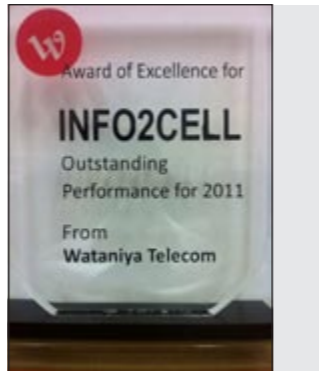 W
Award of Excellence for
INFO2CELL
Outstanding
Performance for 2011
From
Wataniya Telecom